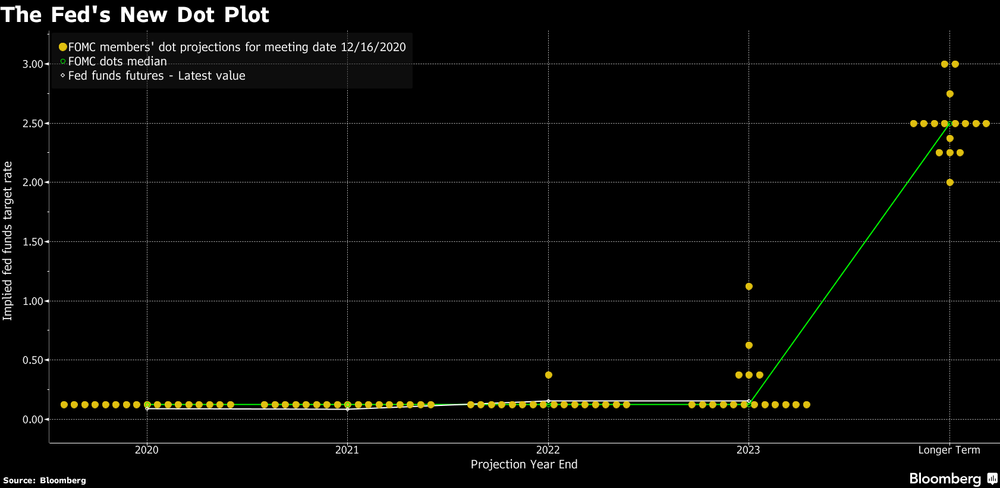 The Fed's New Dot Plot
FOMC members' dot projections for meeting date 12/16/2020
FOMC dots median
Fed funds futures - Latest value
3.00
2.50
2.00
1.50
1.00
0.50
0.00
Implied fed funds target rate
2020 2021 2022 2023 Longer Term
Projection Year End
Source: Bloomberg
Bloomberg